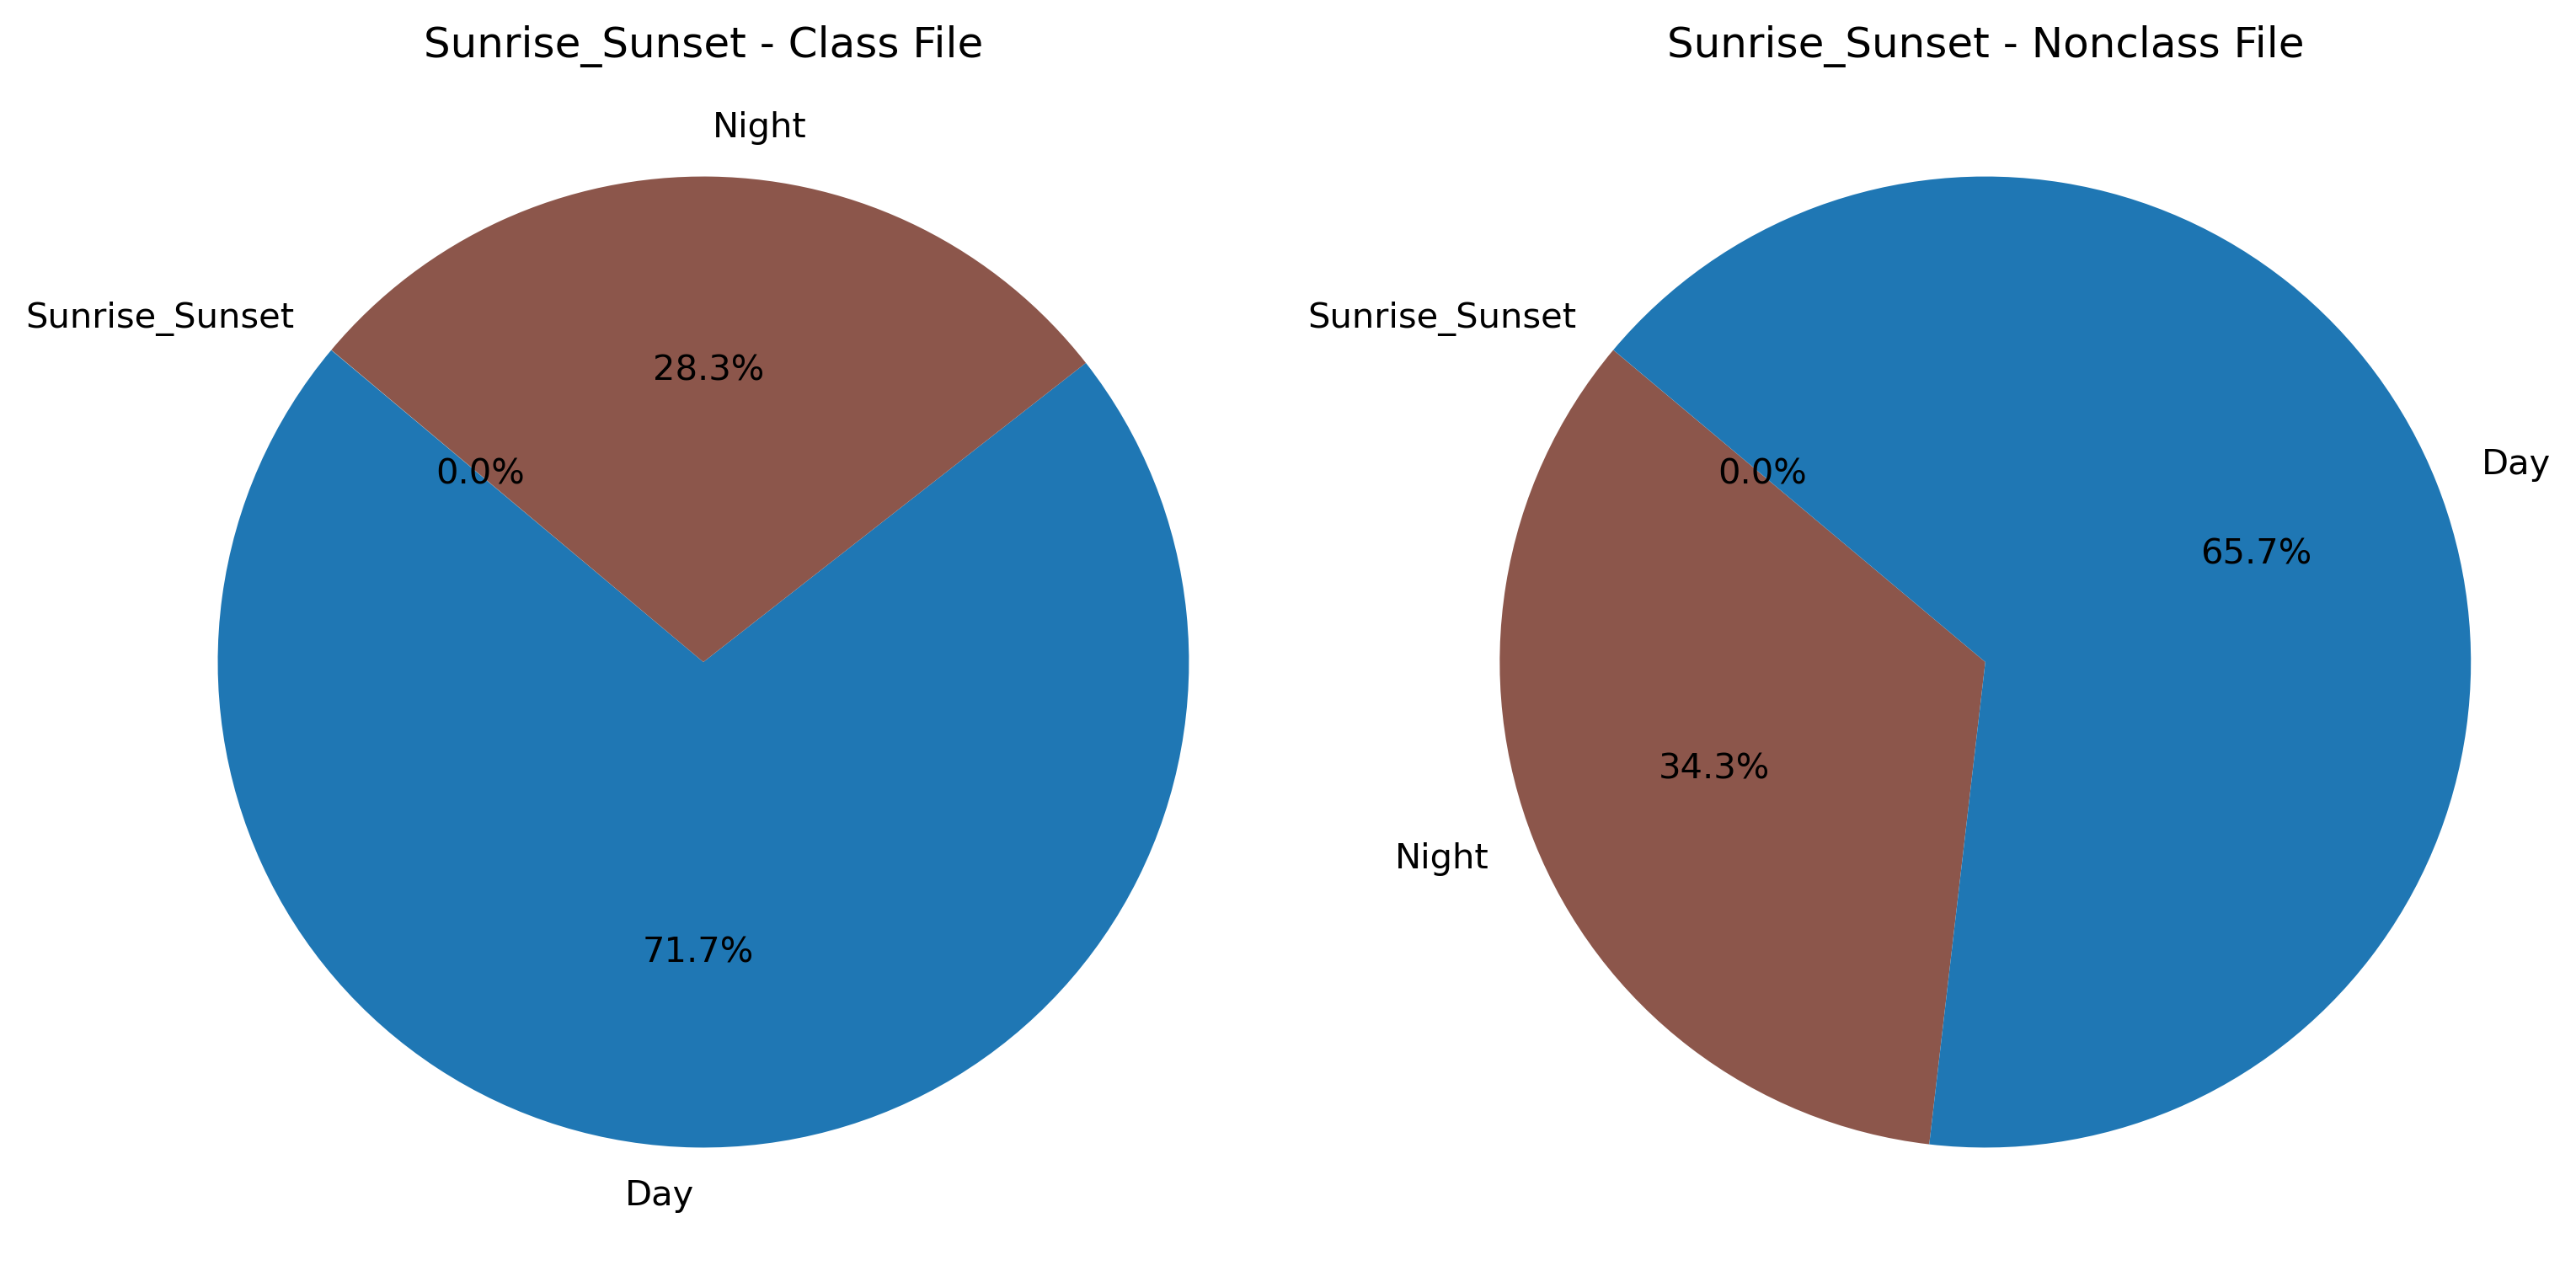 Sunrise_Sunset - Class File
Night
Sunrise_Sunset
28.3%
0.0%
71.7%
Day
Sunrise_Sunset - Nonclass File
Sunrise_Sunset
Day
0.0%
65.7%
34.3%
Night